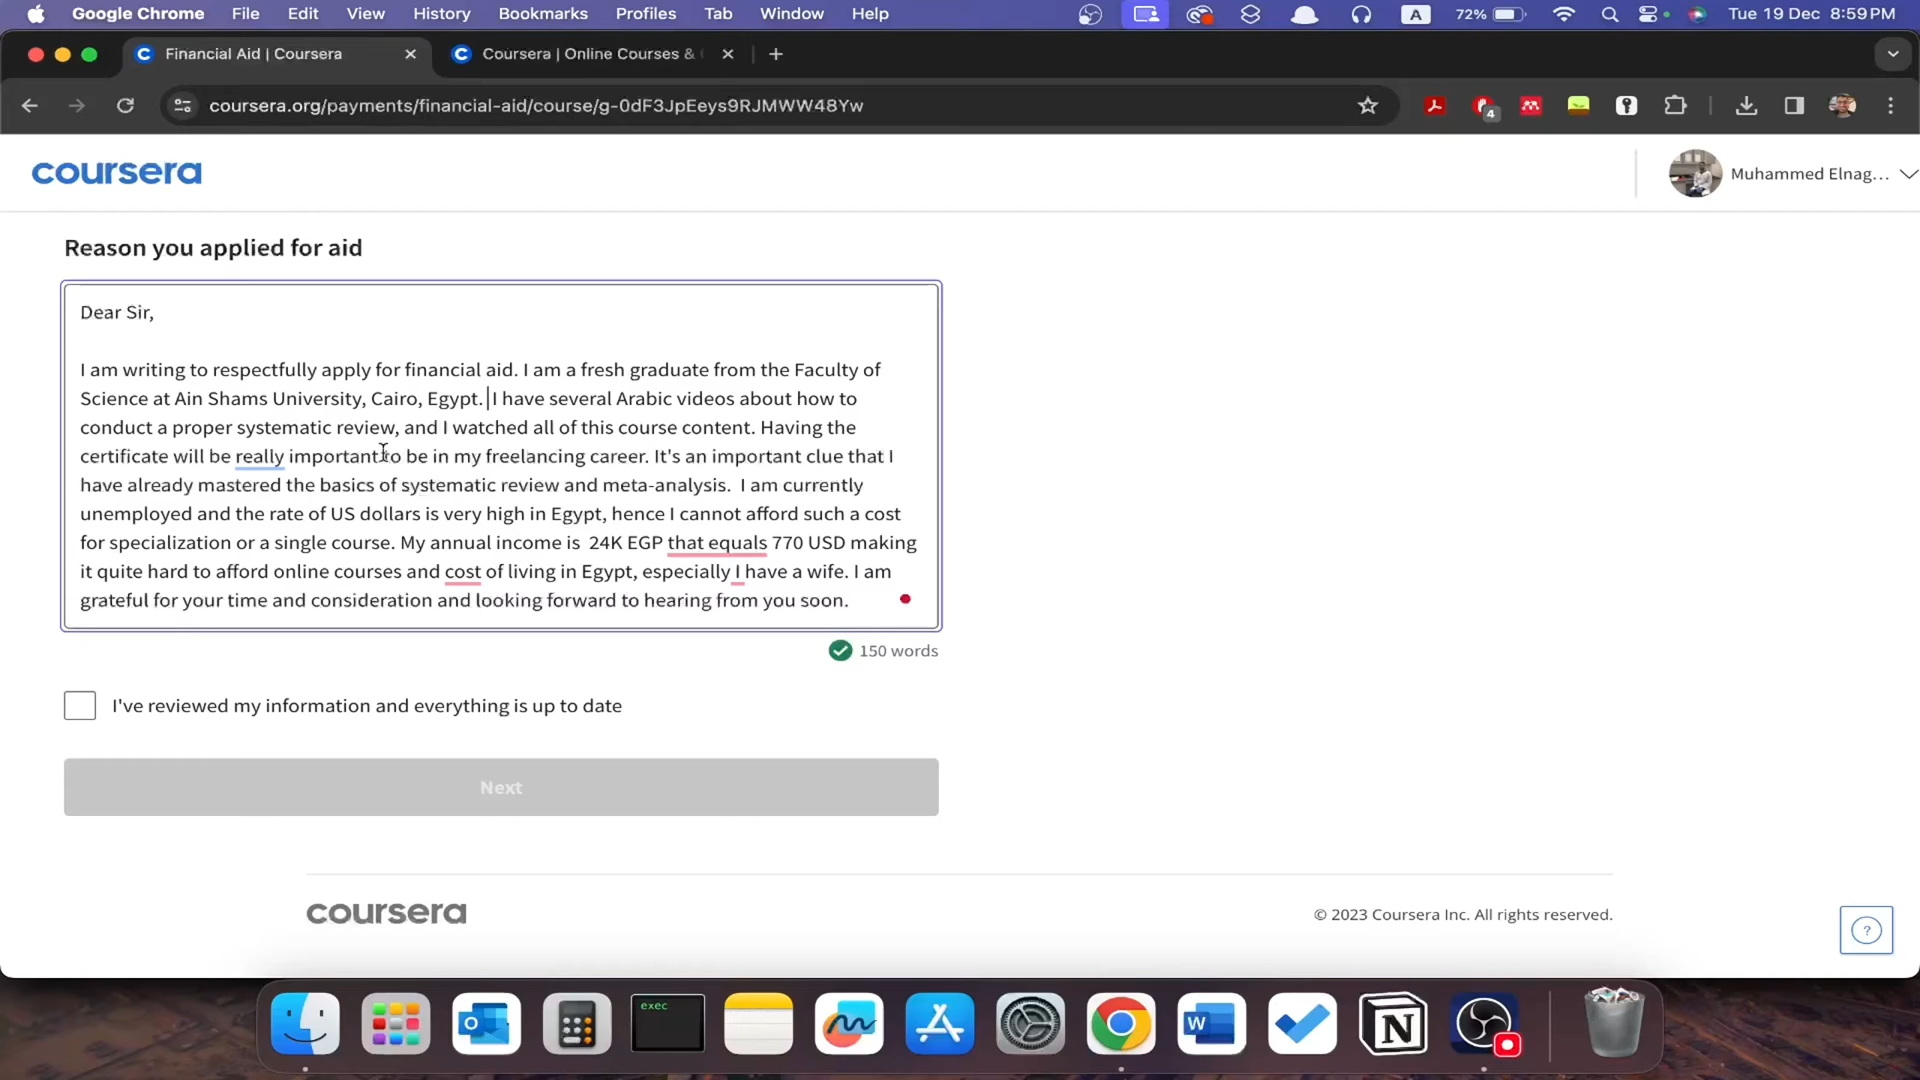 Google Chrome File Edit View History Bookmarks Profiles Tab Window Help A 72% Tue 19 Dec 8:59 PM
Financial Aid | Coursera Coursera | Online Courses &
coursera.org/payments/financial-aid/course/g-0dF3JpEeys9RJMWW48Yw 4
coursera Muhammed Elnag...
Reason you applied for aid
Dear Sir,
I am writing to respectfully apply for financial aid. I am a fresh graduate from the Faculty of
Science at Ain Shams University, Cairo, Egypt. I have several Arabic videos about how to
conduct a proper systematic review, and I watched all of this course content. Having the
certificate will be really important to be in my freelancing career. It's an important clue that I
have already mastered the basics of systematic review and meta-analysis.  I am currently
unemployed and the rate of US dollars is very high in Egypt, hence I cannot afford such a cost
for specialization or a single course. My annual income is  24K EGP that equals 770 USD making
it quite hard to afford online courses and cost of living in Egypt, especially I have a wife. I am
grateful for your time and consideration and looking forward to hearing from you soon.
150 words
I've reviewed my information and everything is up to date
Next
coursera © 2023 Coursera Inc. All rights reserved.
?
exec